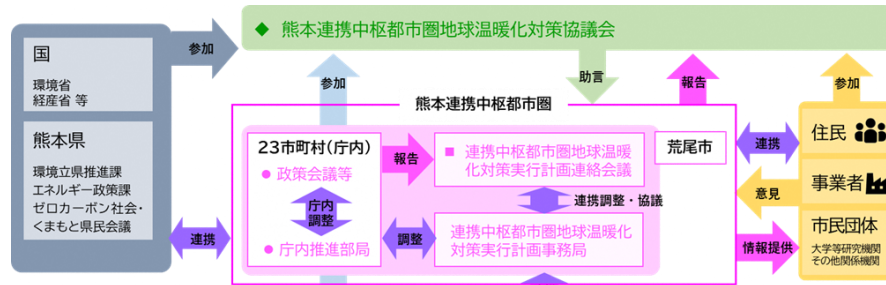 ◆ 熊本連携中枢都市圏地球温暖化対策協議会
国
環境省
経産省 等
熊本県
環境立県推進課
エネルギー政策課
ゼロカーボン社会・
くまもと県民会議
参加
参加
助言
報告
参加
熊本連携中枢都市圏
23市町村(庁内)
● 政策会議等
庁内
調整
● 庁内推進部局
報告
■ 連携中枢都市圏地球温暖
化対策実行計画連絡会議
連携調整・協議
調整
連携中枢都市圏地球温暖化
対策実行計画事務局
荒尾市
連携
連携
意見
情報提供
住民
事業者
市民団体
大学等研究機関
その他関係機関